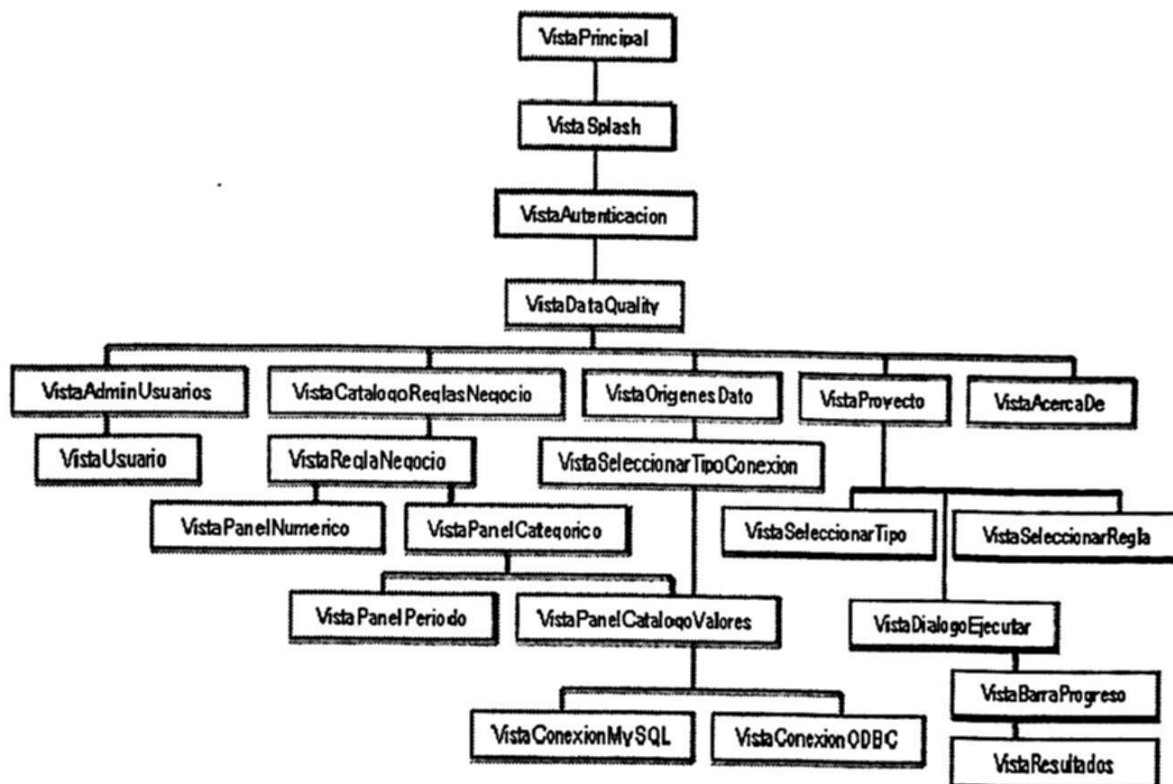 VistaPrincipal
VistaSplash
VistaAutenticacion
VistaDataQuality
VistaAdminUsuarios
VistaCatalogoReglasNegocio
VistaOrigenesDato
VistaProyecto
VistaAcercaDe
VistaUsuario
VistaReglaNegocio
VistaSeleccionarTipoConexion
VistaPanelNumerico
VistaPanelCategorico
VistaSeleccionarTipo
VistaSeleccionarRegla
VistaPanelPeriodo
VistaPanelCatalogoValores
VistaDialogoEjecutar
VistaBarraProgreso
VistaConexionMySQL
VistaConexionODBC
VistaResultados